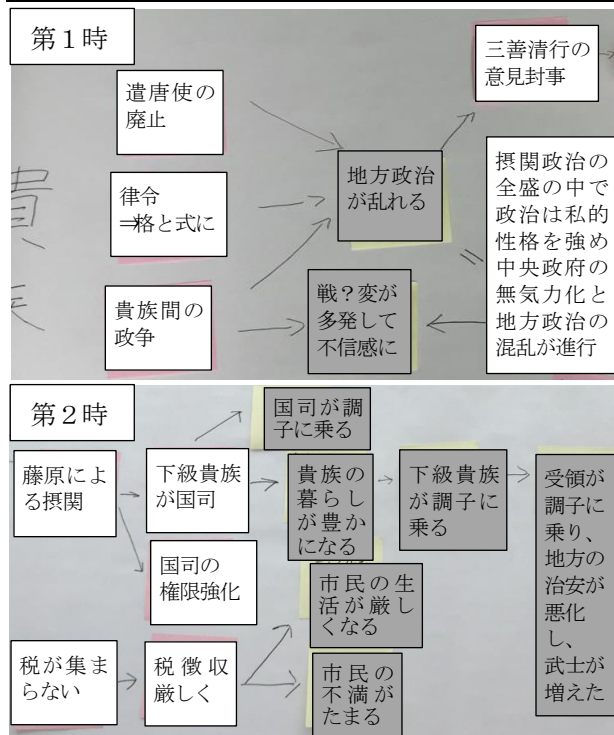 第１時
三善清行の
意見封事
遣唐使の
廃止
律令
⇒格と式に
地方政治
が乱れる
摂関政治の
全盛の中で
政治は私的
性格を強め
中央政府の
無気力化と
地方政治の
混乱が進行
貴族間の
政争
戦？変が
多発して
不信感に
貴
第２時
国司が調
子に乗る
藤原によ
る摂関
下級貴族
が国司
貴族の
暮らし
が豊か
になる
下級貴族
が調子に
乗る
受領が
調子に
乗り、
地方の
治安が
悪化
し、
武士が
増えた
国司の
権限強化
市民の生
活が厳し
くなる
税が集ま
らない
税徴収
厳しく
市民の
不満が
たまる